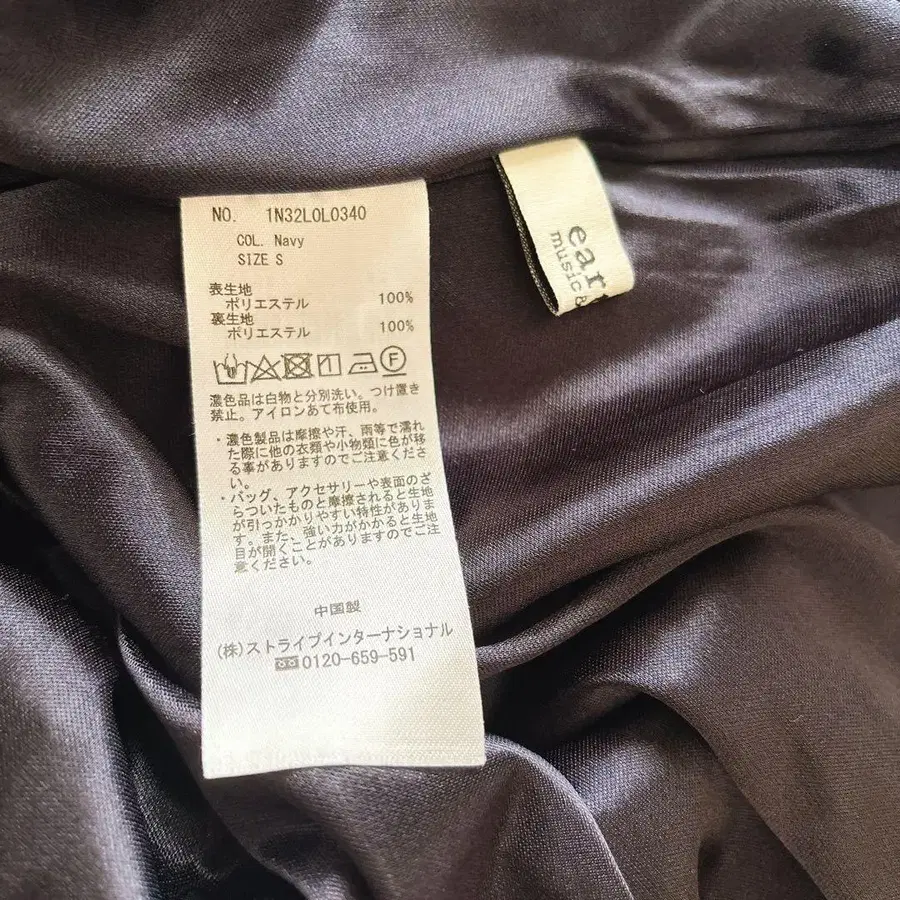 NO. 1N32L0L0340
COL. Navy
SIZE S
表生地
ポリエステル 100%
裏生地
ポリエステル 100%
F
濃色品は白物と分別洗い。つけ置き
禁止。アイロンあて布使用。
・濃色製品は摩擦や汗、雨等で濡れ
た際に他の衣類や小物類に色が移
る事がありますのでご注意くださ
い。
・バッグ、アクセサリーや表面のざ
らついたものと摩擦されると生地
が引っかかりやすい特性がありま
す。また、強い力がかかると生地
目が開くことがありますのでご注
意ください。
中国製
(株)ストライプインターナショナル
0120-659-591
ear
music&